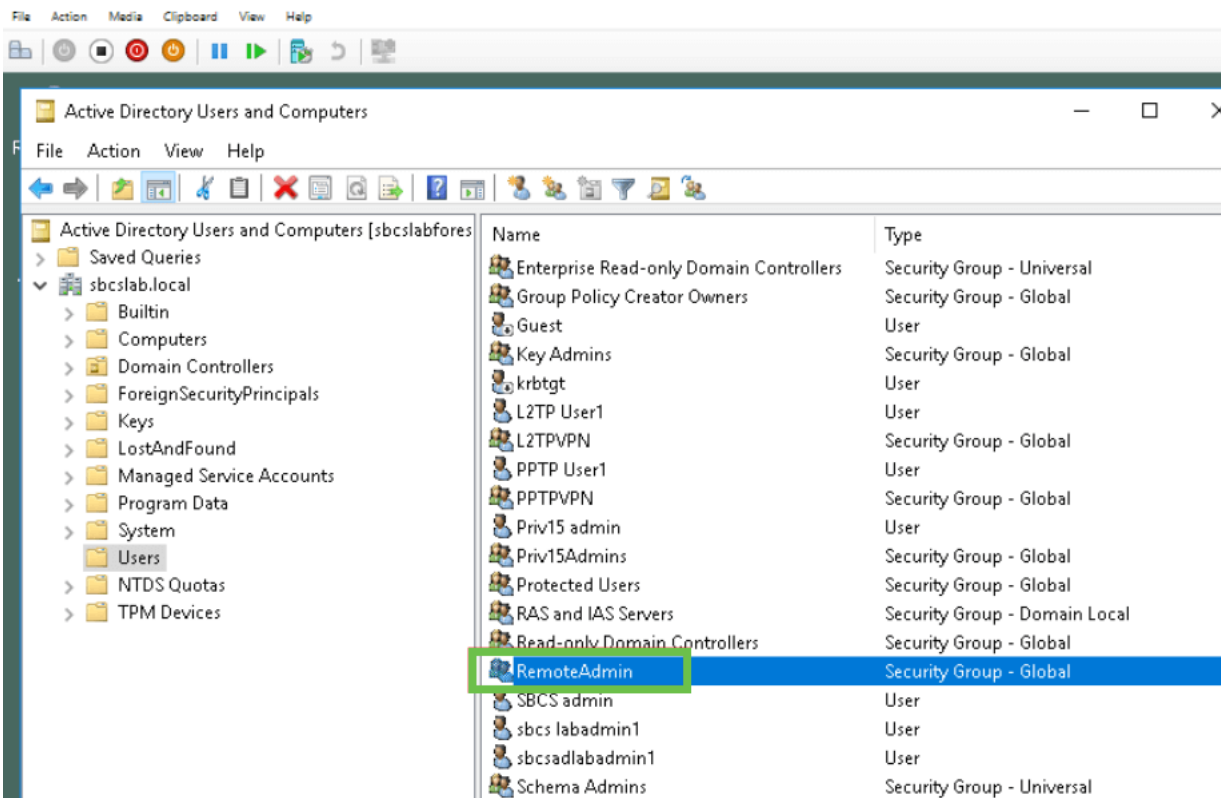 File Action Media Clipboard View Help
Active Directory Users and Computers
File Action View Help
Active Directory Users and Computers [sbcslabfores
Saved Queries
sbcslab.local
Builtin
Computers
Domain Controllers
ForeignSecurityPrincipals
Keys
LostAndFound
Managed Service Accounts
Program Data
System
Users
NTDS Quotas
TPM Devices
Name Type
Enterprise Read-only Domain Controllers Security Group - Universal
Group Policy Creator Owners Security Group - Global
Guest User
Key Admins Security Group - Global
krbtgt User
L2TP User1 User
L2TPVPN Security Group - Global
PPTP User1 User
PPTPVPN Security Group - Global
Priv15 admin User
Priv15Admins Security Group - Global
Protected Users Security Group - Global
RAS and IAS Servers Security Group - Domain Local
Read-only Domain Controllers Security Group - Global
RemoteAdmin Security Group - Global
SBCS admin User
sbcs labadmin1 User
sbcsadlabadmin1 User
Schema Admins Security Group - Universal